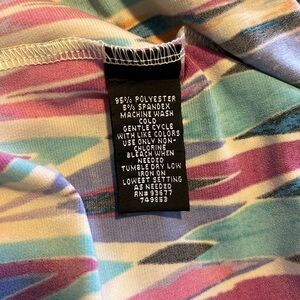 95% POLYESTER
5% SPANDEX
MACHINE WASH
COLD
GENTLE CYCLE
WITH LIKE COLORS
USE ONLY NON-
CHLORINE
BLEACH WHEN
NEEDED
TUMBLE DRY LOW
IRON ON
LOWEST SETTING
AS NEEDED
RN# 93677
749853